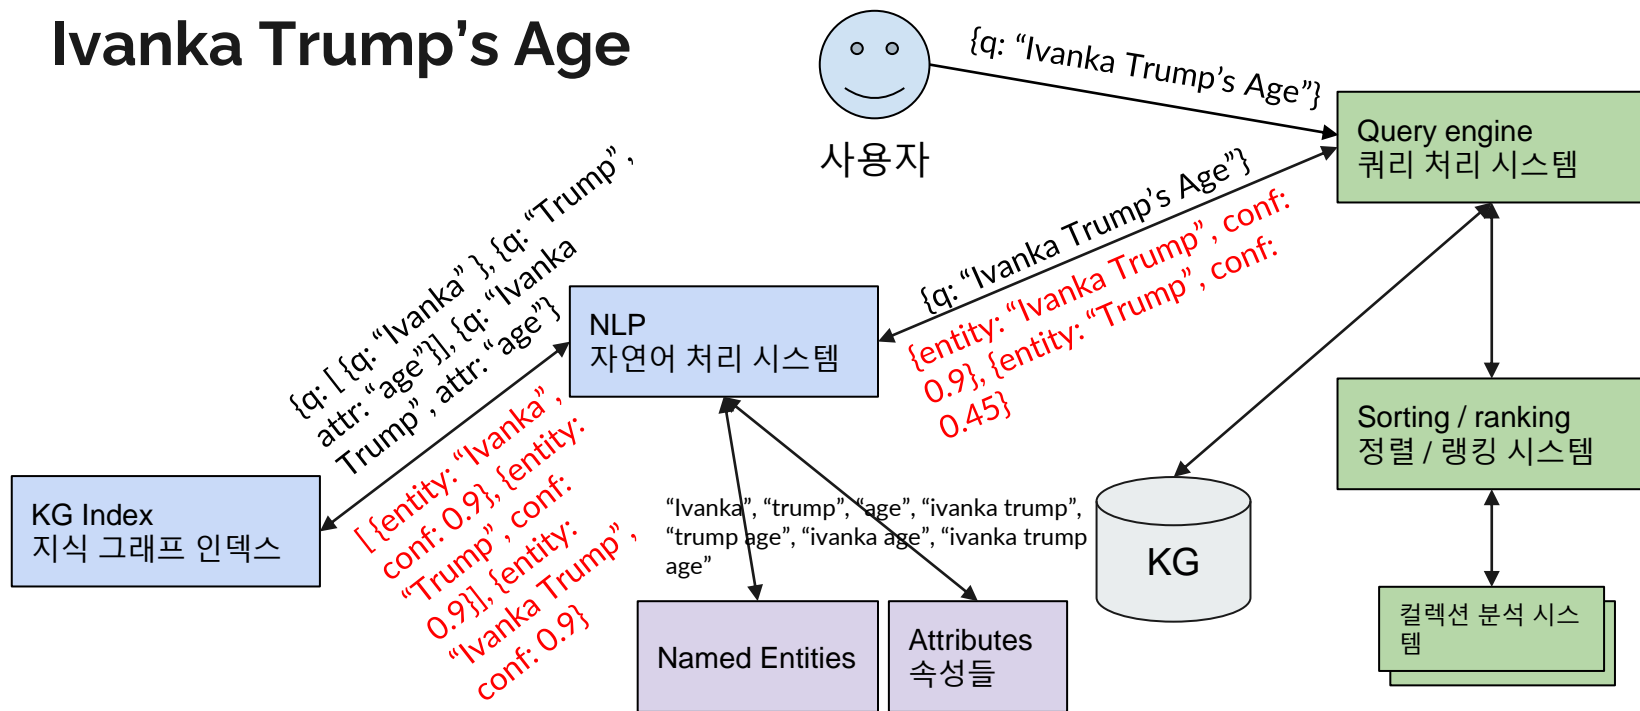 Ivanka Trump’s Age
{q: “Ivanka Trump’s Age”}
사용자
Query engine
쿼리 처리 시스템
{q: “Ivanka Trump’s Age”}
{entity: “Ivanka Trump”, conf:
0.9}, {entity: “Trump”, conf:
0.45}
{q: [ {q: “Ivanka” }, {q: “Trump”,
attr: “age”}], {q: “Ivanka
Trump”, attr: “age”}
NLP
자연어 처리 시스템
[ {entity: “Ivanka”,
conf: 0.9}, {entity:
“Trump”, conf:
0.9}], {entity:
“Ivanka Trump”,
conf: 0.9}
KG Index
지식 그래프 인덱스
“Ivanka”, “trump”, “age”, “ivanka trump”,
“trump age”, “ivanka age”, “ivanka trump
age”
Sorting / ranking
정렬 / 랭킹 시스템
KG
Named Entities
Attributes
속성들
컬렉션 분석 시스
템